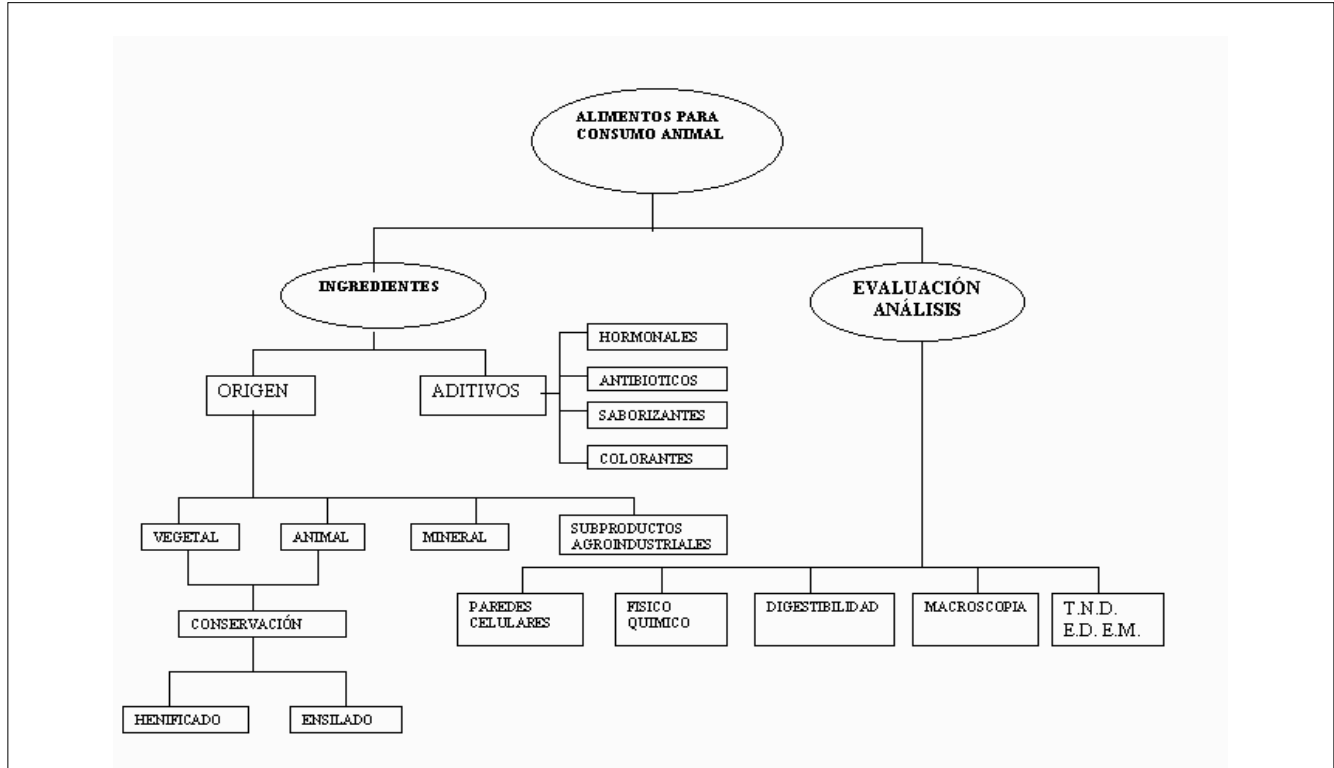 ALIMENTOS PARA
CONSUMO ANIMAL
INGREDIENTES
EVALUACIÓN
ANÁLISIS
ORIGEN
ADITIVOS
HORMONALES
ANTIBIOTICOS
SABORIZANTES
COLORANTES
VEGETAL
ANIMAL
MINERAL
SUBPRODUCTOS
AGROINDUSTRIALES
CONSERVACIÓN
HENIFICADO
ENSILADO
PAREDES
CELULARES
FISICO
QUIMICO
DIGESTIBILIDAD
MACROSCOPIA
T.N.D.
E.D. E.M.